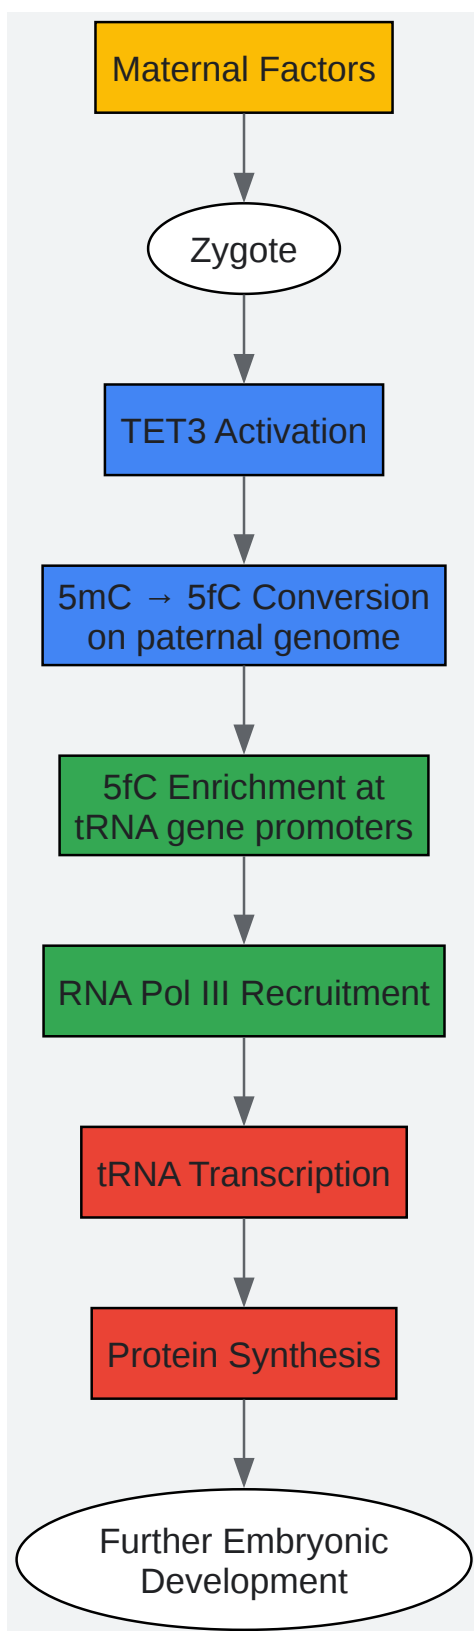 Maternal Factors
Zygote
TET3 Activation
5mC → 5fC Conversion
on paternal genome
5fC Enrichment at
tRNA gene promoters
RNA Pol III Recruitment
tRNA Transcription
Protein Synthesis
Further Embryonic
Development